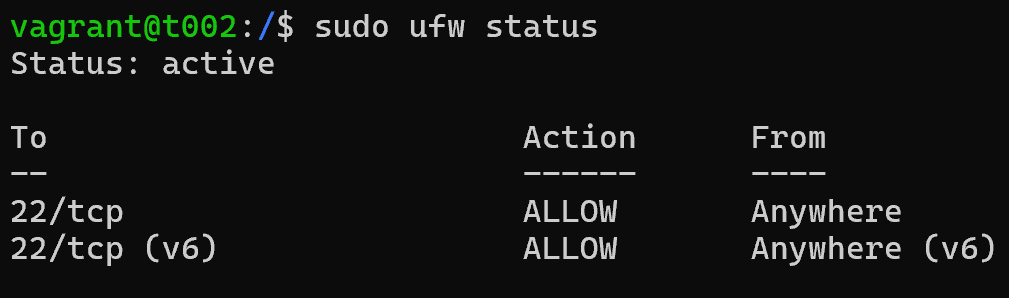 vagrant@t002:/$ sudo ufw status
Status: active
To                         Action      From
--                         ------      ----
22/tcp                     ALLOW       Anywhere
22/tcp (v6)                ALLOW       Anywhere (v6)